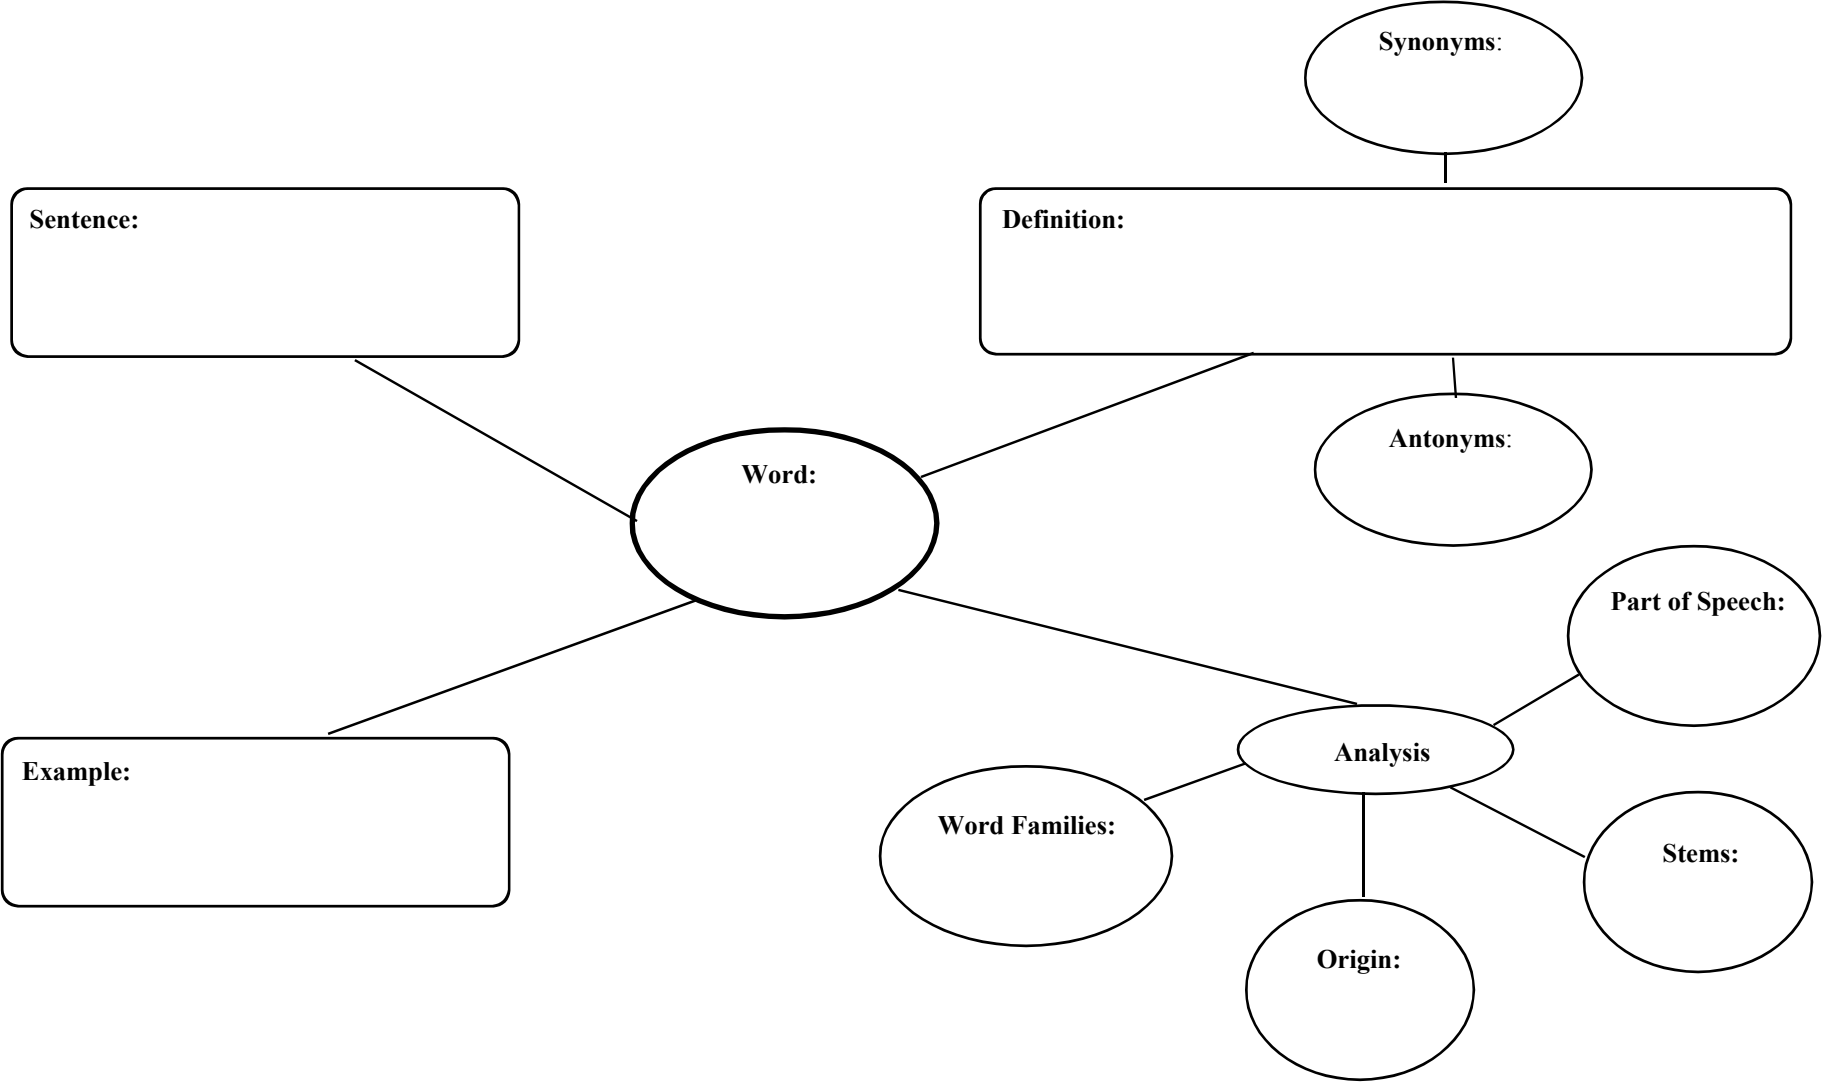 Synonyms:
Sentence:
Definition:
Antonyms:
Word:
Part of Speech:
Analysis
Example:
Word Families:
Stems:
Origin: